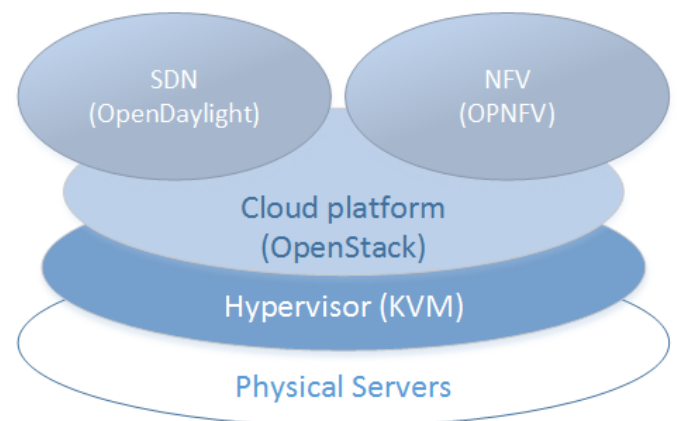 SDN
(OpenDaylight)
NFV
(OPNFV)
Cloud platform
(OpenStack)
Hypervisor (KVM)
Physical Servers